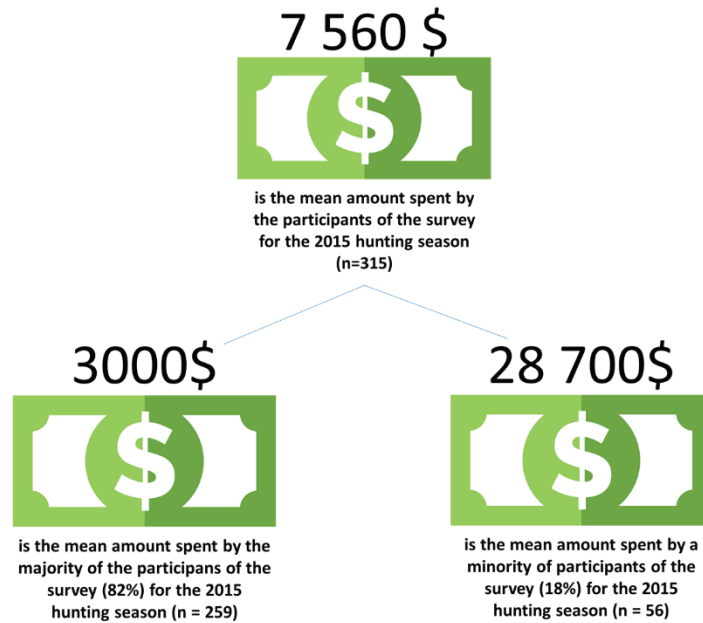 7 560 $
$
is the mean amount spent by
the participants of the survey
for the 2015 hunting season
(n=315)
3000$
$
is the mean amount spent by the
majority of the participans of the
survey (82%) for the 2015
hunting season (n = 259)
28 700$
$
is the mean amount spent by a
minority of participants of the
survey (18%) for the 2015
hunting season (n = 56)